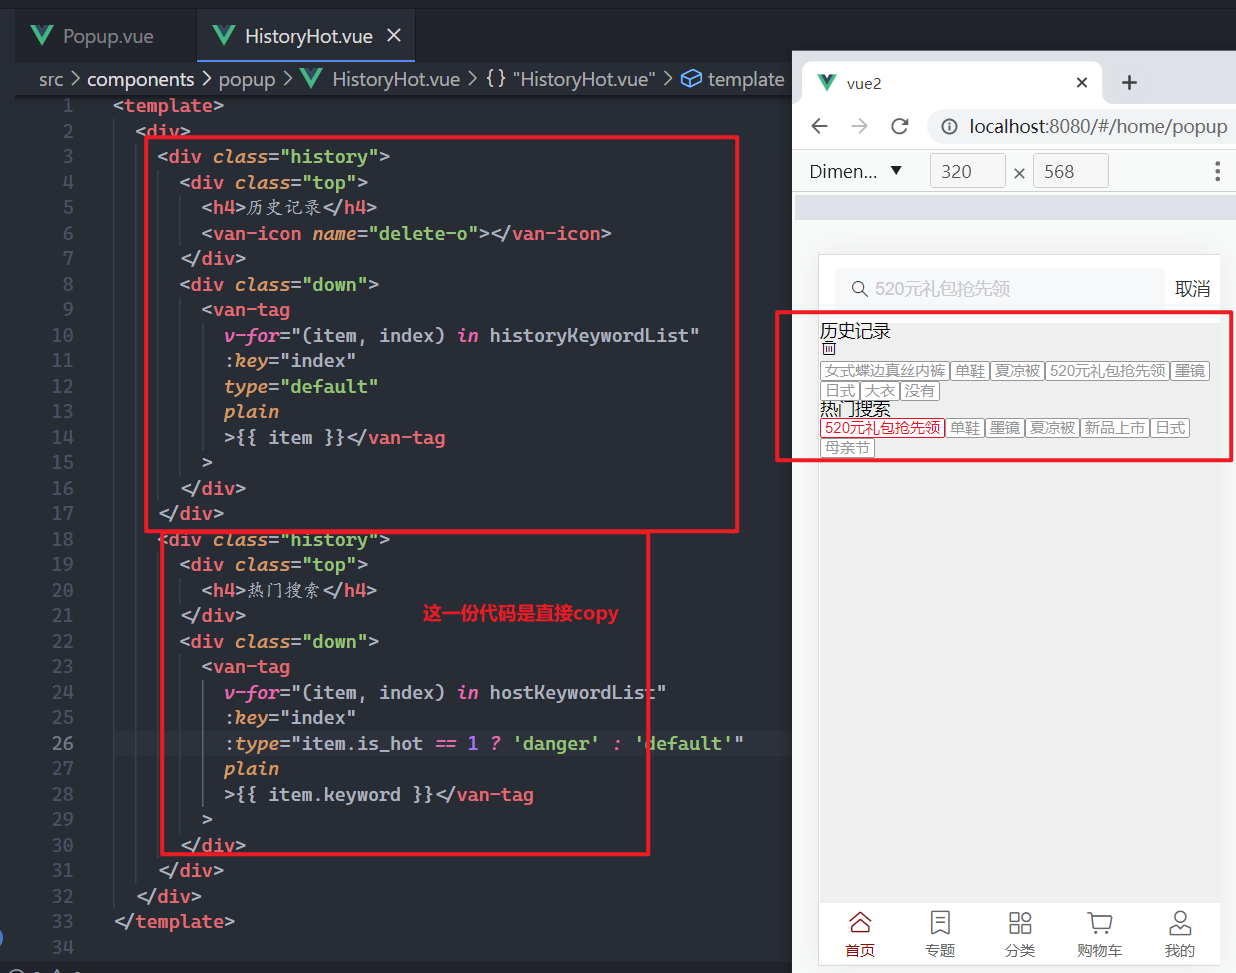 Popup.vue
HistoryHot.vue
src > components > popup > HistoryHot.vue > {} "HistoryHot.vue" > template
1 <template>
2 <div>
3 <div class="history">
4 <div class="top">
5 <h4>历史记录</h4>
6 <van-icon name="delete-o"></van-icon>
7 </div>
8 <div class="down">
9 <van-tag
10 v-for="(item, index) in historyKeywordList"
11 :key="index"
12 type="default"
13 plain
14 >{{ item }}</van-tag
15 >
16 </div>
17 </div>
18 <div class="history">
19 <div class="top">
20 <h4>热门搜索</h4>
21 </div>
这一份代码是直接copy
22 <div class="down">
23 <van-tag
24 v-for="(item, index) in hostKeywordList"
25 :key="index"
26 :type="item.is_hot == 1 ? 'danger' : 'default'"
27 plain
28 >{{ item.keyword }}</van-tag
29 >
30 </div>
31 </div>
32 </div>
33 </template>
34
vue2
localhost:8080/#/home/popup
Dimen... 320 × 568
520元礼包抢先领 取消
历史记录
女式蝶边真丝内裤 单鞋 夏凉被 520元礼包抢先领 墨镜
日式 大衣 没有
热门搜索
520元礼包抢先领 单鞋 墨镜 夏凉被 新品上市 日式
母亲节
首页 专题 分类 购物车 我的